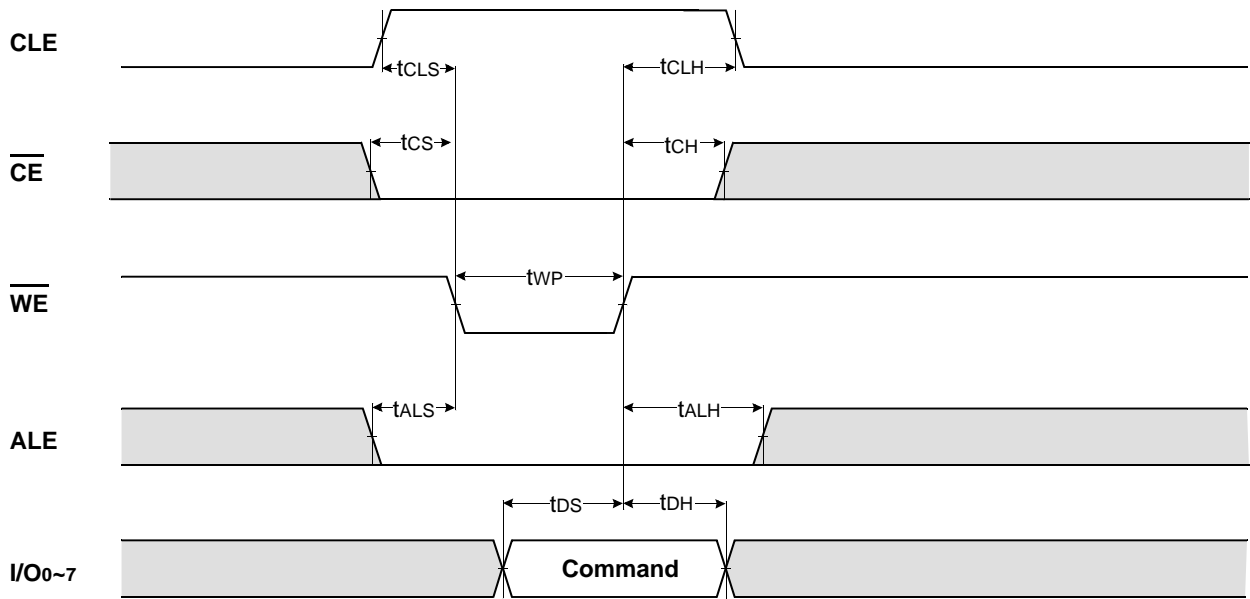 CLE
tCLS
tCLH
CE
tCS
tCH
WE
tWP
ALE
tALS
tALH
tDS
tDH
I/O0~7
Command